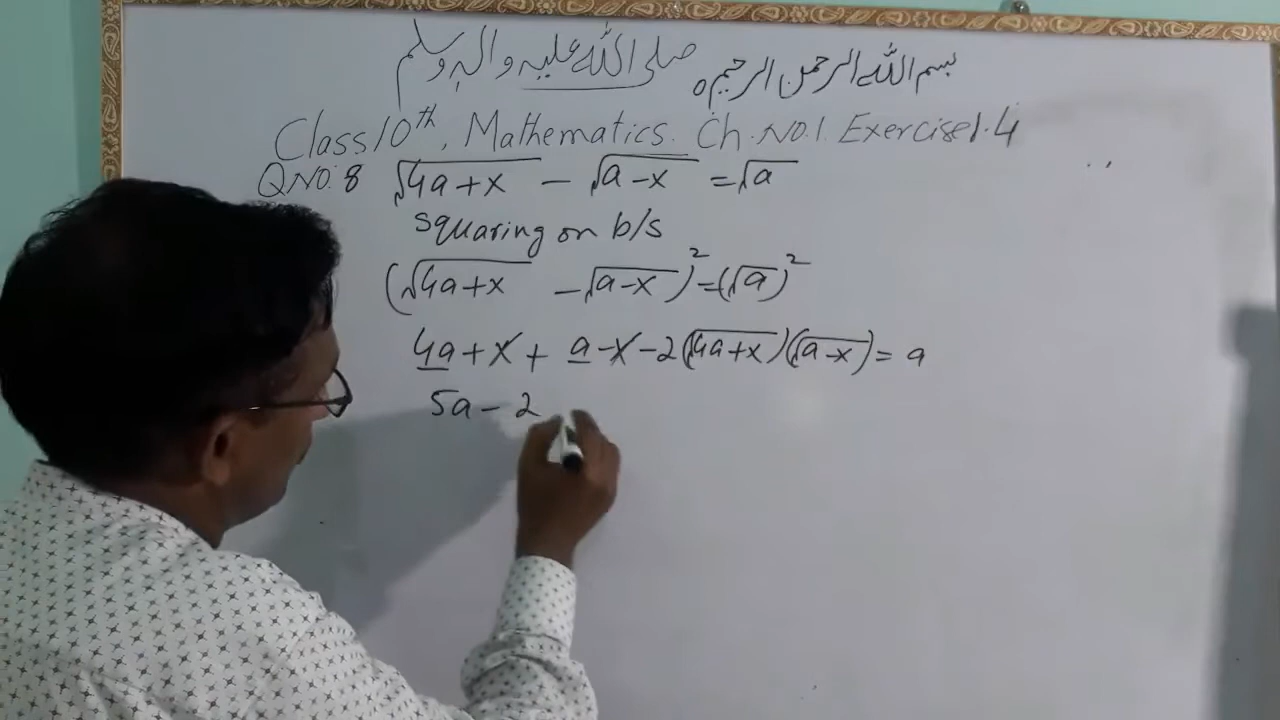 بسم اللہ الرحمن الرحیم ہ صلی اللہ علیہ والہ وسلم
Class 10th, Mathematics. Ch. No.1. Exercise 1.4
Q No. 8 √4a+x − √a−x = √a
squaring on b/s
(√4a+x − √a−x)² = (√a)²
4a+x + a−x −2(√4a+x)(√a−x) = a
5a − 2